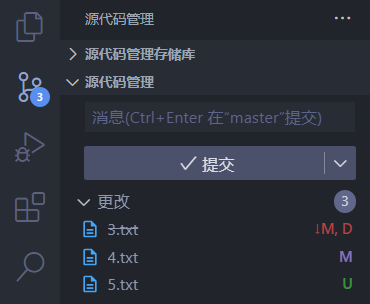 源代码管理 ···
源代码管理存储库
源代码管理
消息(Ctrl+Enter 在"master"提交)
提交
更改 3
3.txt ↓M, D
4.txt M
5.txt U
3